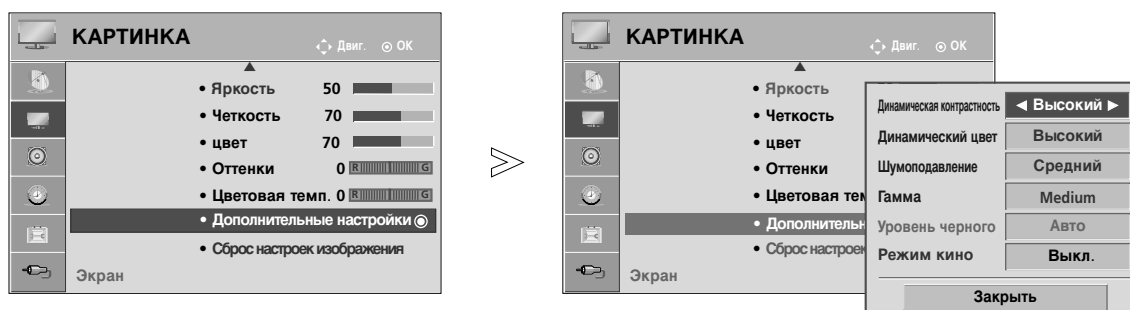 КАРТИНКА
Двиг. OK
• Яркость 50
• Четкость 70
• цвет 70
• Оттенки 0 R G
• Цветовая темп. 0 R G
• Дополнительные настройки
• Сброс настроек изображения
Экран
КАРТИНКА
Двиг. OK
• Яркость
• Четкость
• цвет
• Оттенки
• Цветовая тем
• Дополнительн
• Сброс настроек
Экран
Динамическая контрастность ◄ Высокий ►
Динамический цвет Высокий
Шумоподавление Средний
Гамма Medium
Уровень черного Авто
Режим кино Выкл.
Закрыть